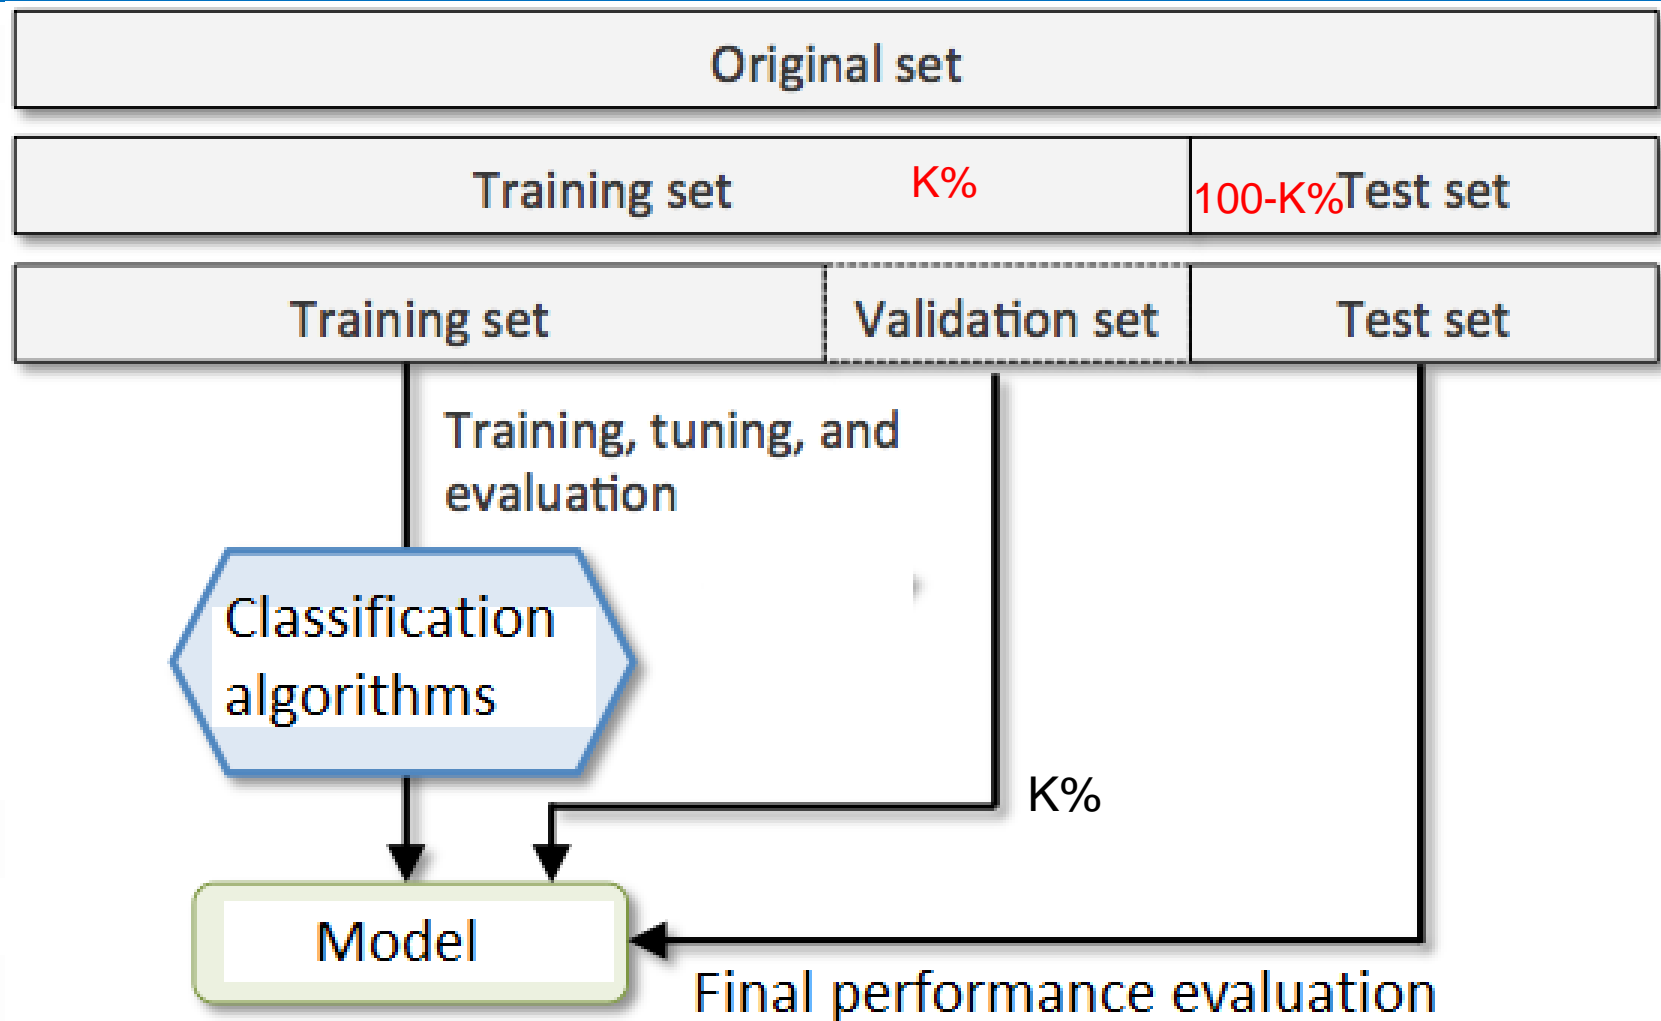 Original set
Training set K% 100-K% Test set
Training set Validation set Test set
Training, tuning, and
evaluation
Classification
algorithms
K%
Model
Final performance evaluation